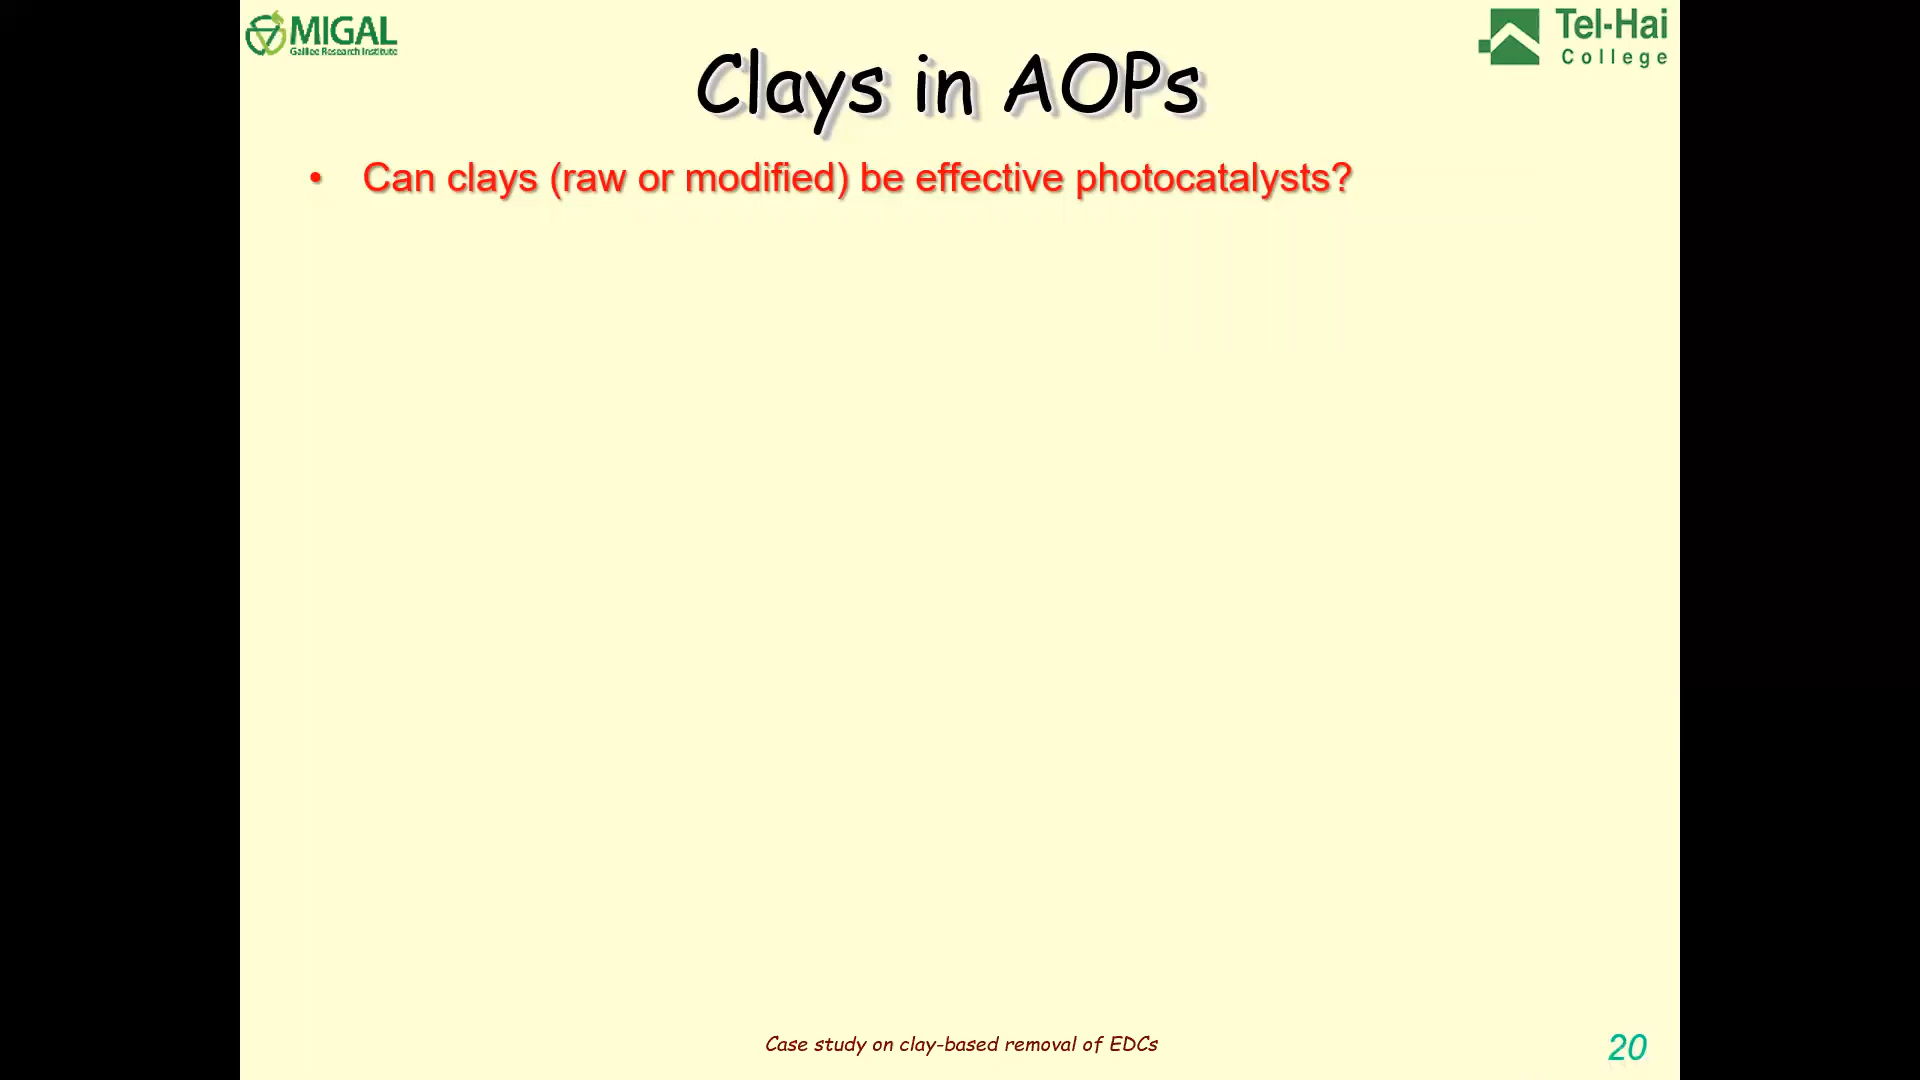 MIGAL
Galilee Research Institute
Tel-Hai
College
Clays in AOPs
• Can clays (raw or modified) be effective photocatalysts?
Case study on clay-based removal of EDCs
20